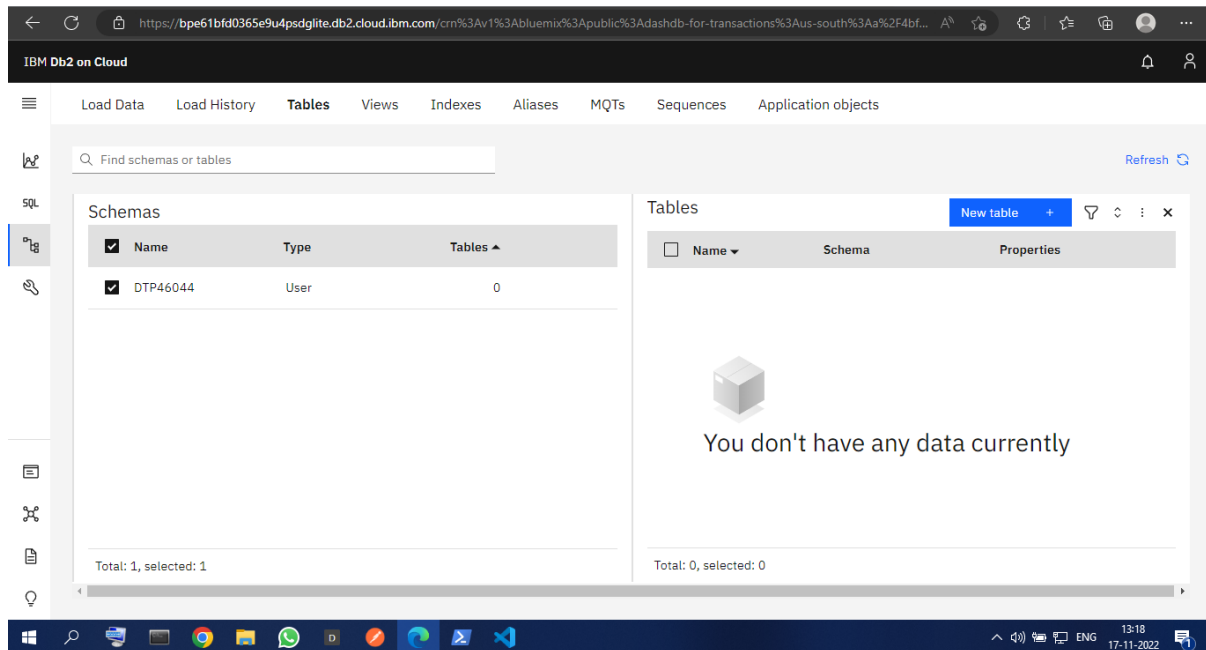 https://bpe61bfd0365e9u4psdglite.db2.cloud.ibm.com/crn%3Av1%3Abluemix%3Apublic%3Adashdb-for-transactions%3Aus-south%3Aa%2F4bf...
IBM Db2 on Cloud
Load Data Load History Tables Views Indexes Aliases MQTs Sequences Application objects
Find schemas or tables
Refresh
SQL
Schemas
Name Type Tables
DTP46044 User 0
Total: 1, selected: 1
Tables
New table +
Name Schema Properties
You don't have any data currently
Total: 0, selected: 0
D
ENG
13:18
17-11-2022
1